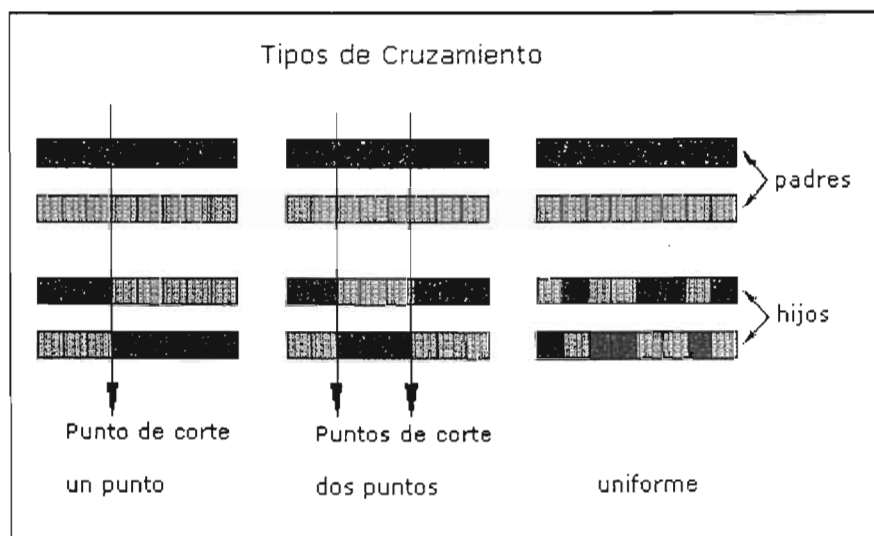 Tipos de Cruzamiento
padres
hijos
Punto de corte
Puntos de corte
un punto
dos puntos
uniforme